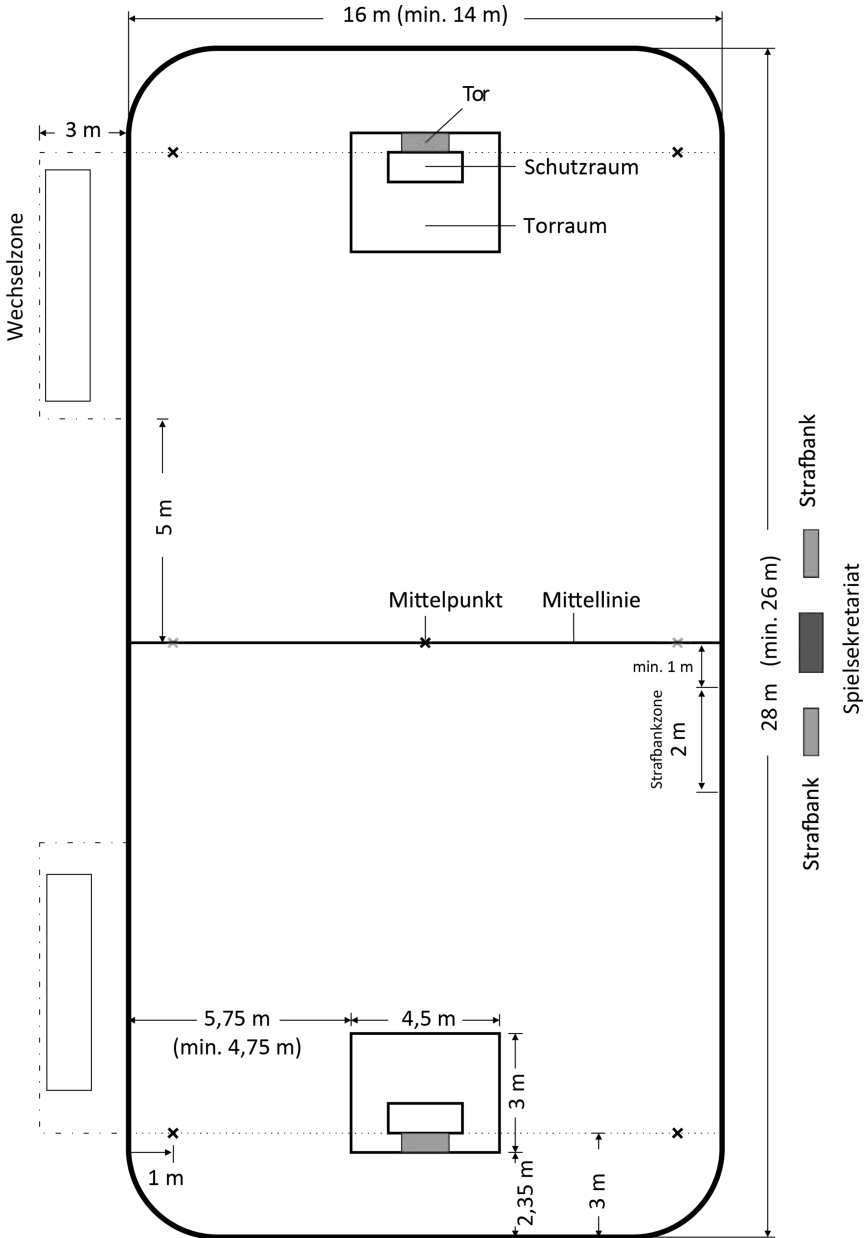 16 m (min. 14 m)
Tor
3 m
Schutzraum
Torraum
Wechselzone
5 m
Strafbank
Mittelpunkt
Mittellinie
28 m (min. 26 m)
Spielsekretariat
min. 1 m
Strafbankzone
2 m
Strafbank
5,75 m
(min. 4,75 m)
4,5 m
3 m
1 m
2,35 m
3 m